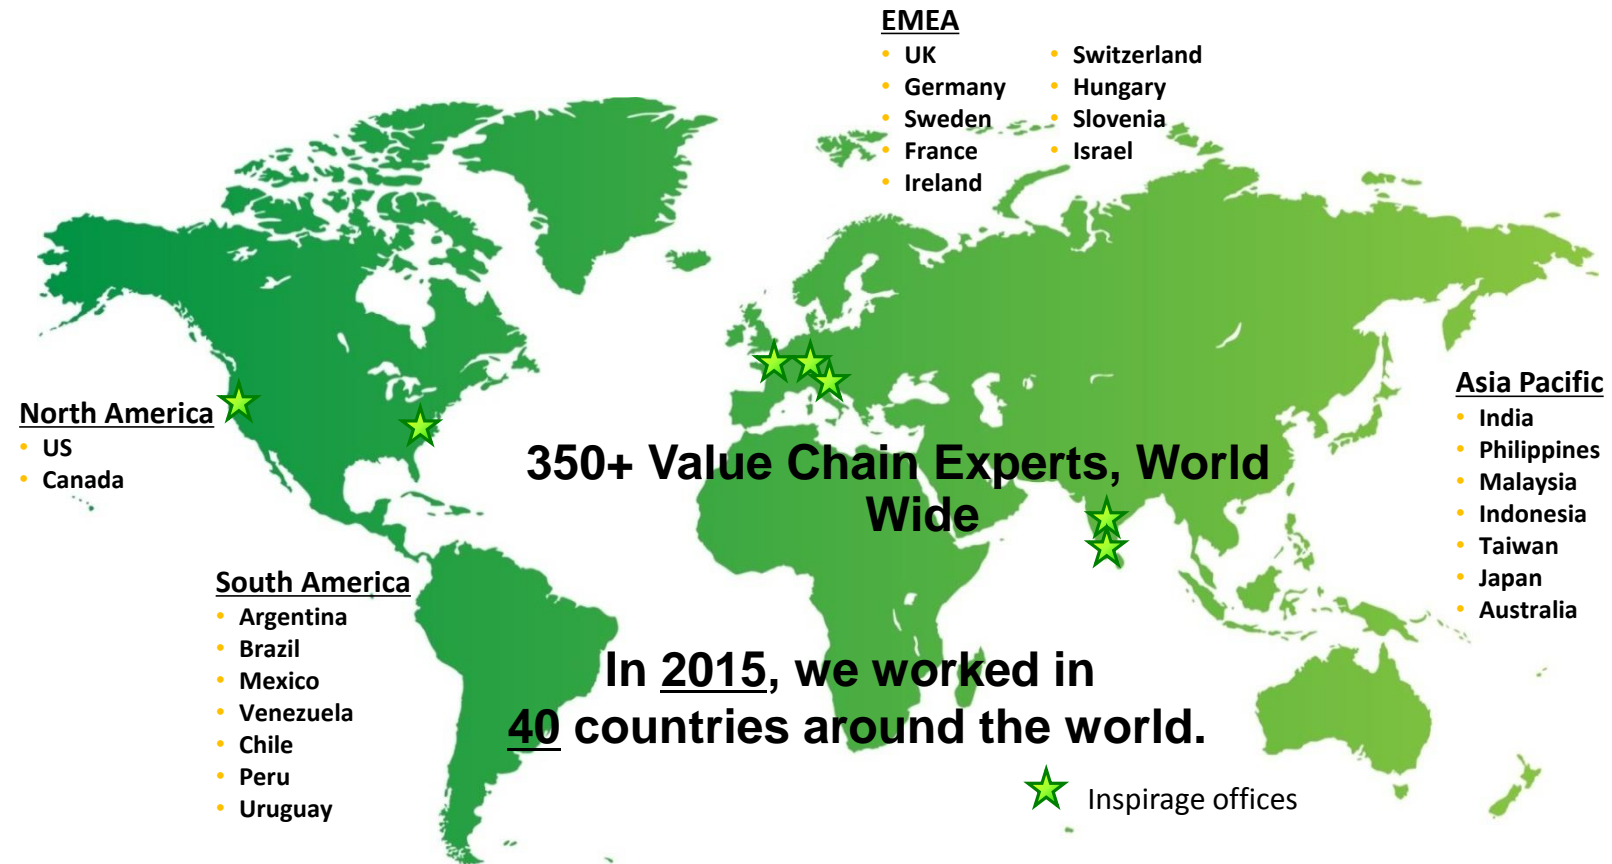 EMEA
UK
Germany
Sweden
France
Ireland
Switzerland
Hungary
Slovenia
Israel
North America
US
Canada
350+ Value Chain Experts, World
Wide
Asia Pacific
India
Philippines
Malaysia
Indonesia
Taiwan
Japan
Australia
South America
Argentina
Brazil
Mexico
Venezuela
Chile
Peru
Uruguay
In 2015, we worked in
40 countries around the world.
Inspirage offices